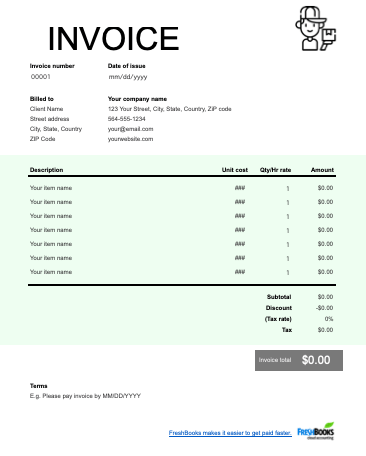 INVOICE
Invoice number Date of issue
00001 mm/dd/yyyy
Billed to Your company name
Client Name 123 Your Street, City, State, Country, ZIP code
Street address 564-555-1234
City, State, Country your@email.com
ZIP Code yourwebsite.com
Description Unit cost Qty/Hr rate Amount
Your item name ### 1 $0.00
Your item name ### 1 $0.00
Your item name ### 1 $0.00
Your item name ### 1 $0.00
Your item name ### 1 $0.00
Your item name ### 1 $0.00
Your item name ### 1 $0.00
Subtotal $0.00
Discount -$0.00
(Tax rate) 0%
Tax $0.00
Invoice total $0.00
Terms
E.g. Please pay invoice by MM/DD/YYYY
FreshBooks makes it easier to get paid faster. FRESHBOOKS
cloud accounting